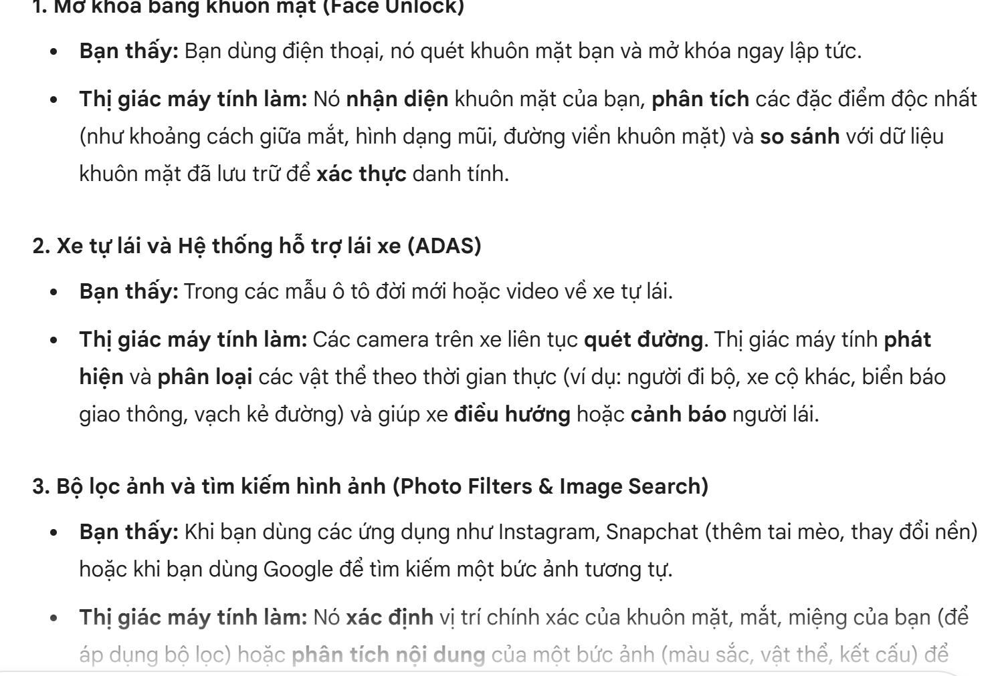 1. Mở khóa bằng khuôn mặt (Face Unlock)
Bạn thấy: Bạn dùng điện thoại, nó quét khuôn mặt bạn và mở khóa ngay lập tức.
Thị giác máy tính làm: Nó nhận diện khuôn mặt của bạn, phân tích các đặc điểm độc nhất
(như khoảng cách giữa mắt, hình dạng mũi, đường viền khuôn mặt) và so sánh với dữ liệu
khuôn mặt đã lưu trữ để xác thực danh tính.
2. Xe tự lái và Hệ thống hỗ trợ lái xe (ADAS)
Bạn thấy: Trong các mẫu ô tô đời mới hoặc video về xe tự lái.
Thị giác máy tính làm: Các camera trên xe liên tục quét đường. Thị giác máy tính phát
hiện và phân loại các vật thể theo thời gian thực (ví dụ: người đi bộ, xe cộ khác, biển báo
giao thông, vạch kẻ đường) và giúp xe điều hướng hoặc cảnh báo người lái.
3. Bộ lọc ảnh và tìm kiếm hình ảnh (Photo Filters & Image Search)
Bạn thấy: Khi bạn dùng các ứng dụng như Instagram, Snapchat (thêm tai mèo, thay đổi nền)
hoặc khi bạn dùng Google để tìm kiếm một bức ảnh tương tự.
Thị giác máy tính làm: Nó xác định vị trí chính xác của khuôn mặt, mắt, miệng của bạn (để
áp dụng bộ lọc) hoặc phân tích nội dung của một bức ảnh (màu sắc, vật thể, kết cấu) để